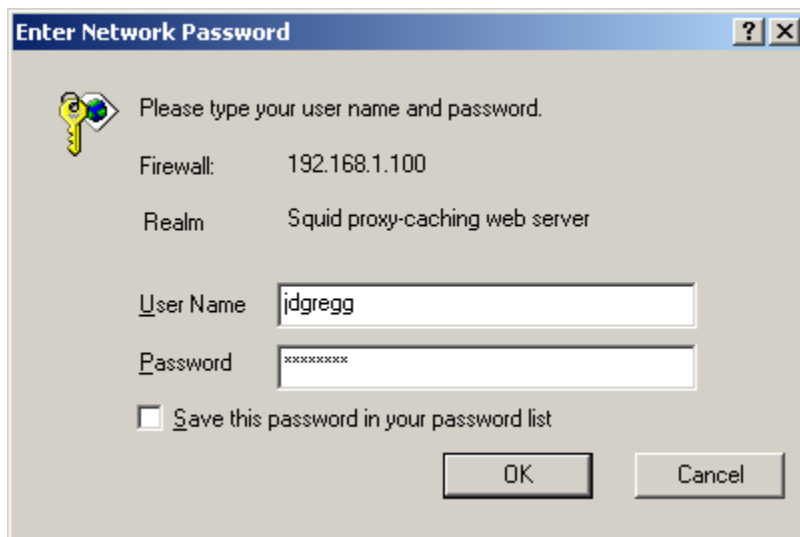 Enter Network Password
Please type your user name and password.
Firewall: 192.168.1.100
Realm Squid proxy-caching web server
User Name jdgregg
Password ********
Save this password in your password list
OK Cancel